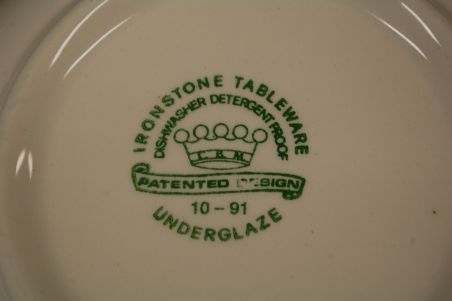 IRONSTONE TABLEWARE
DISHWASHER DETERGENT PROOF
PATENTED DESIGN
10-91
UNDERGLAZE